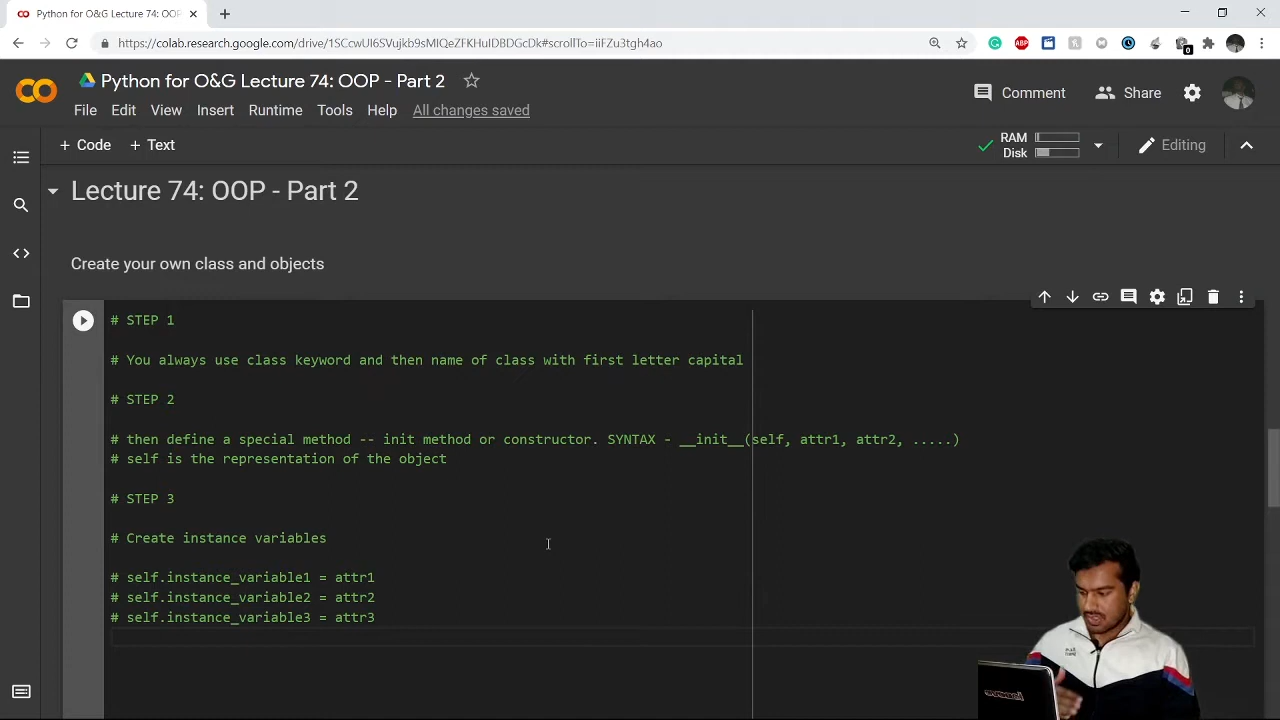 Python for O&G Lecture 74: OOP - Part 2
https://colab.research.google.com/drive/1SCcwIJ6SVujkb9sMIQeZFKHIDBDGcDk#scrollTo=iiFZu3tgh4ao
ABP
0
Python for O&G Lecture 74: OOP - Part 2
File Edit View Insert Runtime Tools Help All changes saved
Comment Share
+ Code + Text
RAM
Disk
Editing
Lecture 74: OOP - Part 2
Create your own class and objects
# STEP 1
# You always use class keyword and then name of class with first letter capital
# STEP 2
# then define a special method -- init method or constructor. SYNTAX - __init__(self, attr1, attr2, .....)
# self is the representation of the object
# STEP 3
# Create instance variables
# self.instance_variable1 = attr1
# self.instance_variable2 = attr2
# self.instance_variable3 = attr3